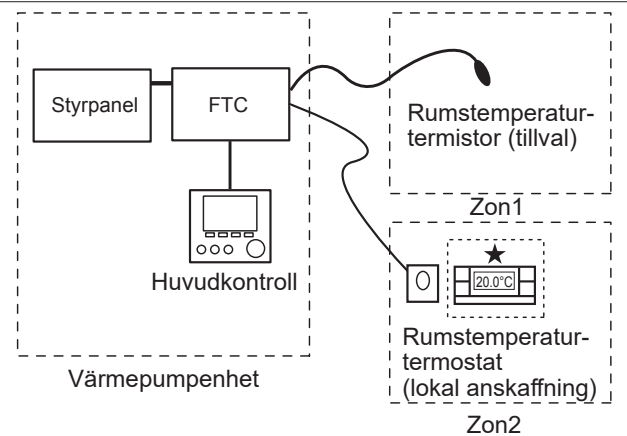 Styrpanel
FTC
Huvudkontroll
Värmepumpenhet
Rumstemperatur-
termistor (tillval)
Zon1
20.0°C
Rumstemperatur-
termostat
(lokal anskaffning)
Zon2